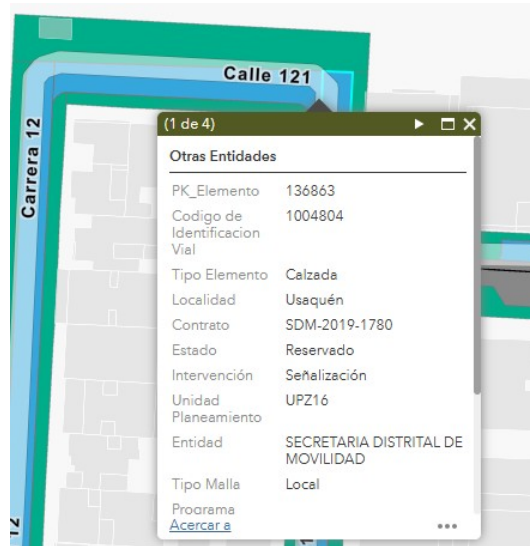 Calle 121
Carrera 12
(1 de 4)
Otras Entidades
PK_Elemento 136863
Codigo de 1004804
Identificacion
Vial
Tipo Elemento Calzada
Localidad Usaquén
Contrato SDM-2019-1780
Estado Reservado
Intervención Señalización
Unidad UPZ16
Planeamiento
Entidad SECRETARIA DISTRITAL DE
MOVILIDAD
Tipo Malla Local
Programa
Acercar a
12